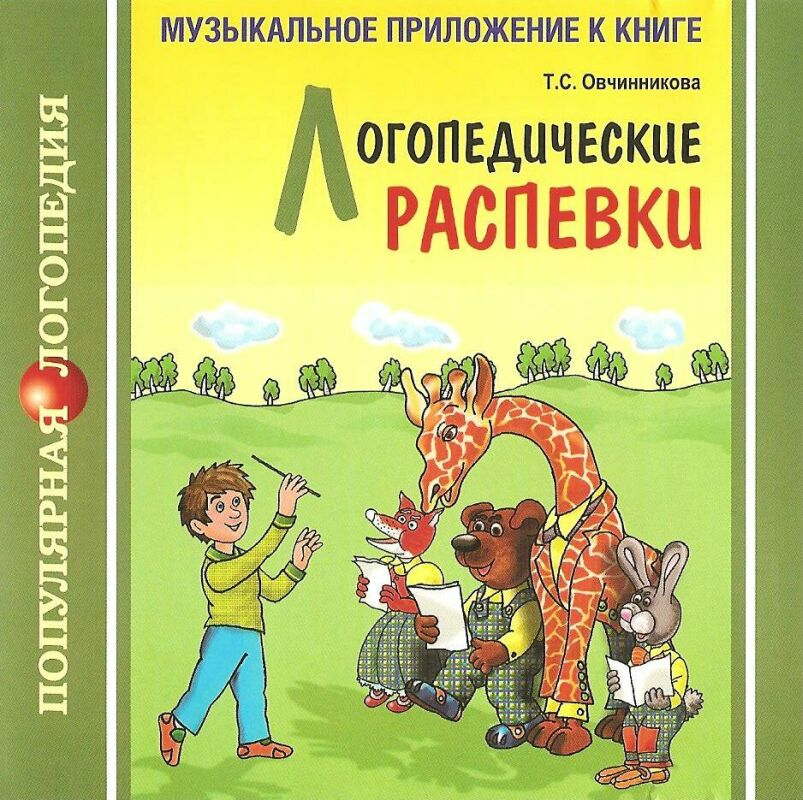 МУЗЫКАЛЬНОЕ ПРИЛОЖЕНИЕ К КНИГЕ
Т.С. Овчинникова
ЛОГОПЕДИЧЕСКИЕ
РАСПЕВКИ
ПОПУЛЯРНАЯ ЛОГОПЕДИЯ